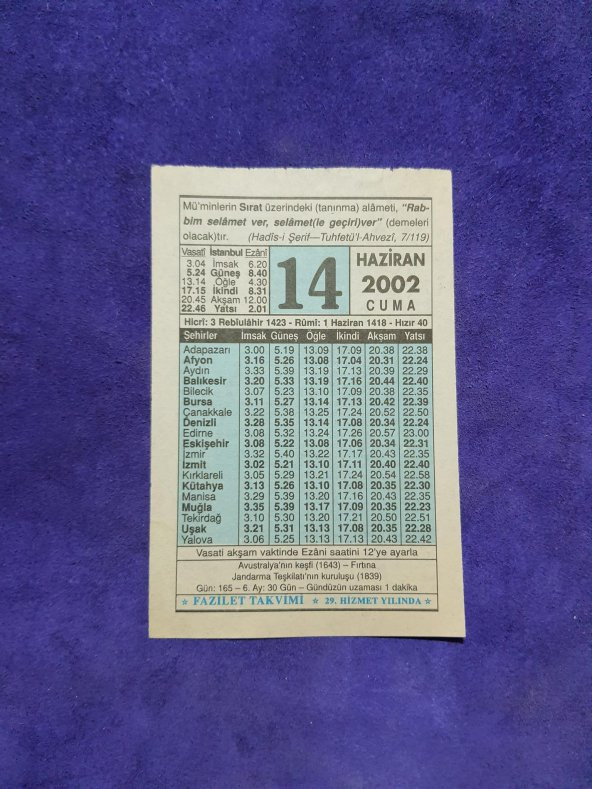 Mü'minlerin Sırat üzerindeki (tanınma) alâmeti, "Rab-
bim selâmet ver, selâmet(le geçiri)ver" (demeleri
olacak)tır. (Hadîs-i Şerif—Tuhfetü'l-Ahvezî, 7/119)
Vasatî İstanbul Ezânî
3.04 İmsak 6.20
5.24 Güneş 8.40
13.14 Öğle 4.30
17.15 İkindi 8.31
20.45 Akşam 12.00
22.46 Yatsı 2.01
14
HAZİRAN
2002
CUMA
Hicrî: 3 Rebîulâhir 1423 - Rûmî: 1 Haziran 1418 - Hızır 40
Şehirler İmsak Güneş Öğle İkindi Akşam Yatsı
Adapazarı 3.00 5.19 13.09 17.09 20.38 22.38
Afyon 3.16 5.26 13.08 17.04 20.31 22.24
Aydın 3.33 5.39 13.19 17.13 20.39 22.29
Balıkesir 3.20 5.33 13.19 17.16 20.44 22.40
Bilecik 3.07 5.23 13.10 17.09 20.38 22.35
Bursa 3.11 5.27 13.14 17.13 20.42 22.39
Çanakkale 3.22 5.38 13.25 17.24 20.52 22.50
Denizli 3.28 5.35 13.14 17.08 20.34 22.24
Edirne 3.08 5.32 13.24 17.26 20.57 23.00
Eskişehir 3.08 5.22 13.08 17.06 20.34 22.31
İzmir 3.32 5.40 13.22 17.17 20.43 22.35
İzmit 3.02 5.21 13.10 17.11 20.40 22.40
Kırklareli 3.05 5.29 13.21 17.24 20.54 22.58
Kütahya 3.13 5.26 13.10 17.08 20.35 22.30
Manisa 3.29 5.39 13.20 17.16 20.43 22.35
Muğla 3.35 5.39 13.17 17.09 20.35 22.23
Tekirdağ 3.10 5.30 13.20 17.21 20.50 22.51
Uşak 3.21 5.31 13.13 17.08 20.35 22.28
Yalova 3.06 5.25 13.13 17.13 20.43 22.42
Vasati akşam vaktinde Ezâni saatini 12'ye ayarla
Avustralya'nın keşfi (1643) – Fırtına
Jandarma Teşkilatı'nın kuruluşu (1839)
Gün: 165 – 6. Ay: 30 Gün – Gündüzün uzaması 1 dakika
★ FAZİLET TAKVİMİ ★ 29. HİZMET YILINDA ★